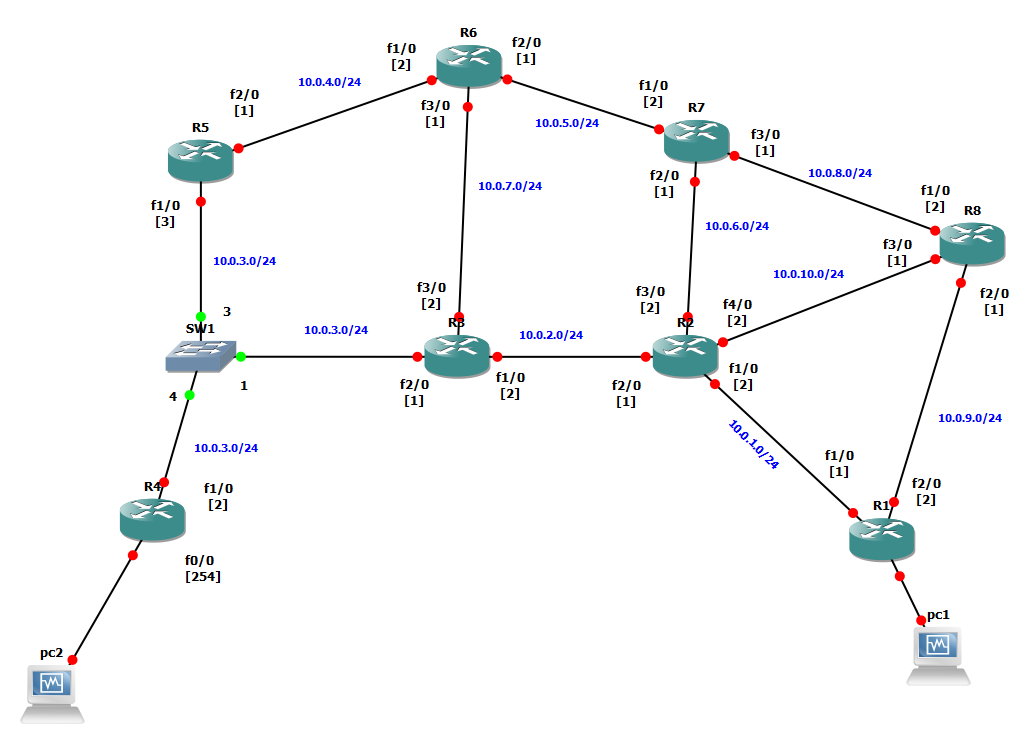 R6
f1/0
[2]
f2/0
[1]
10.0.4.0/24
f2/0
[1]
f3/0
[1]
f1/0
[2]
R7
10.0.5.0/24
R5
f3/0
[1]
10.0.8.0/24
f2/0
[1]
10.0.7.0/24
f1/0
[2]
f1/0
[3]
R8
10.0.6.0/24
f3/0
[1]
10.0.3.0/24
10.0.10.0/24
f3/0
[2]
f3/0
[2]
f2/0
[1]
3
f4/0
[2]
SW1
10.0.3.0/24
R3
10.0.2.0/24
R2
1
f2/0
[1]
f1/0
[2]
f2/0
[1]
f1/0
[2]
4
10.0.3.0/24
10.0.1.0/24
10.0.9.0/24
f1/0
[1]
R4
f1/0
[2]
f2/0
[2]
R1
f0/0
[254]
pc1
pc2